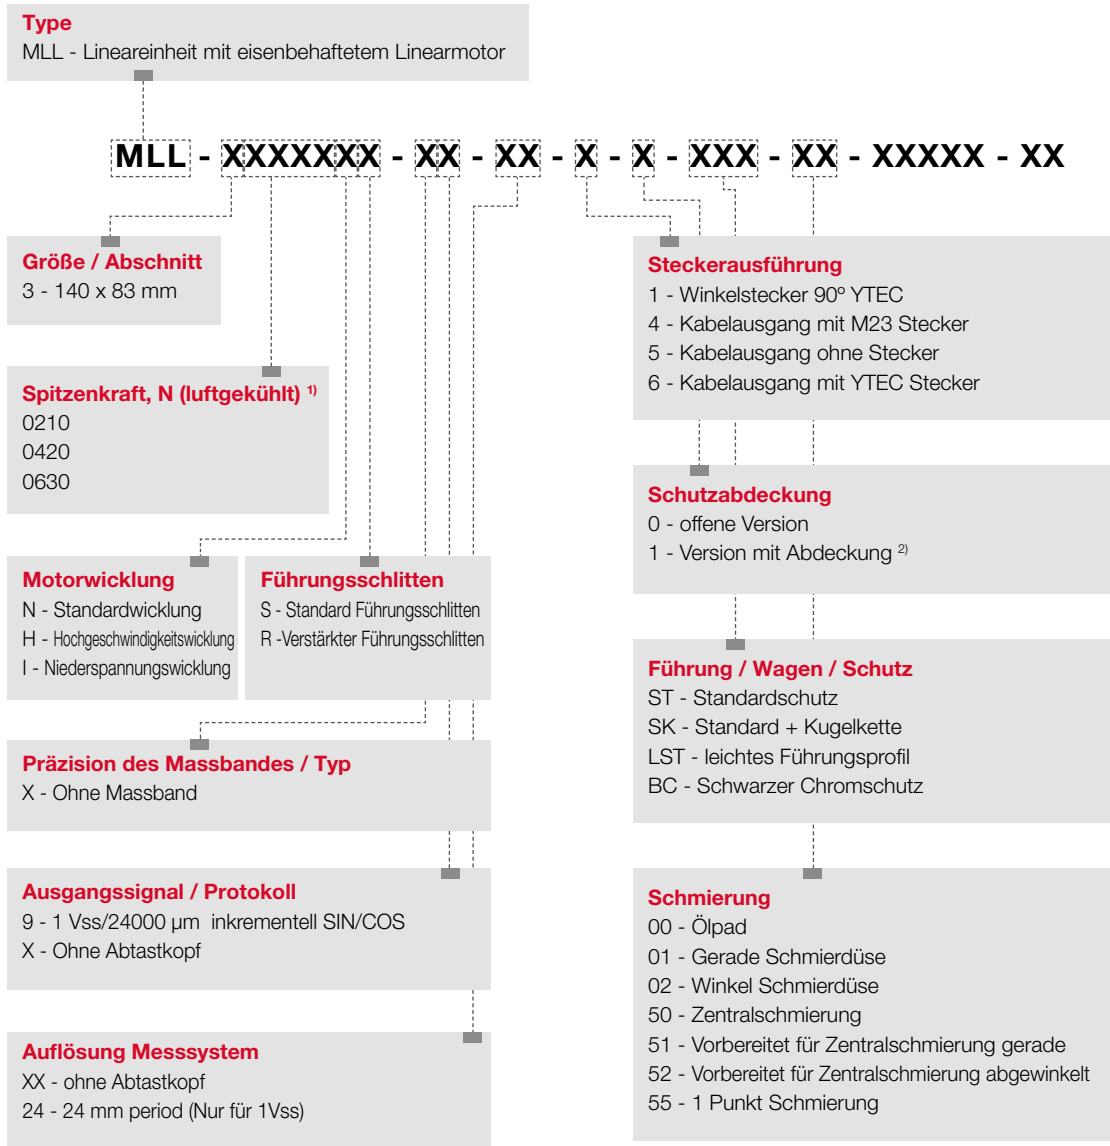 Type
MLL - Lineareinheit mit eisenbehaftetem Linearmotor
MLL - XXXXXXX - XX - XX - X - X - XXX - XX - XXXXX - XX
Größe / Abschnitt
3 - 140 x 83 mm
Spitzenkraft, N (luftgekühlt) 1)
0210
0420
0630
Motorwicklung
N - Standardwicklung
H - Hochgeschwindigkeitswicklung
I - Niederspannungswicklung
Führungsschlitten
S - Standard Führungsschlitten
R -Verstärkter Führungsschlitten
Präzision des Massbandes / Typ
X - Ohne Massband
Ausgangssignal / Protokoll
9 - 1 Vss/24000 µm inkrementell SIN/COS
X - Ohne Abtastkopf
Auflösung Messsystem
XX - ohne Abtastkopf
24 - 24 mm period (Nur für 1Vss)
Steckerausführung
1 - Winkelstecker 90º YTEC
4 - Kabelausgang mit M23 Stecker
5 - Kabelausgang ohne Stecker
6 - Kabelausgang mit YTEC Stecker
Schutzabdeckung
0 - offene Version
1 - Version mit Abdeckung 2)
Führung / Wagen / Schutz
ST - Standardschutz
SK - Standard + Kugelkette
LST - leichtes Führungsprofil
BC - Schwarzer Chromschutz
Schmierung
00 - Ölpad
01 - Gerade Schmierdüse
02 - Winkel Schmierdüse
50 - Zentralschmierung
51 - Vorbereitet für Zentralschmierung gerade
52 - Vorbereitet für Zentralschmierung abgewinkelt
55 - 1 Punkt Schmierung